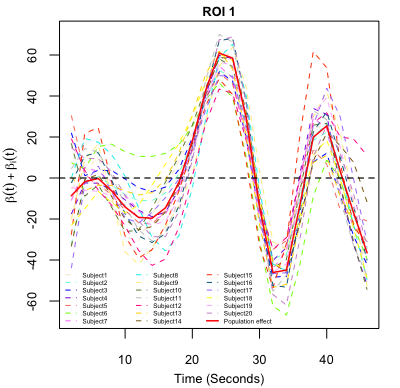 ROI 1
β(t) + βᵢ(t)
60
40
20
0
-20
-40
-60
Subject1 Subject8 Subject15
Subject2 Subject9 Subject16
Subject3 Subject10 Subject17
Subject4 Subject11 Subject18
Subject5 Subject12 Subject19
Subject6 Subject13 Subject20
Subject7 Subject14 Population effect
10 20 30 40
Time (Seconds)